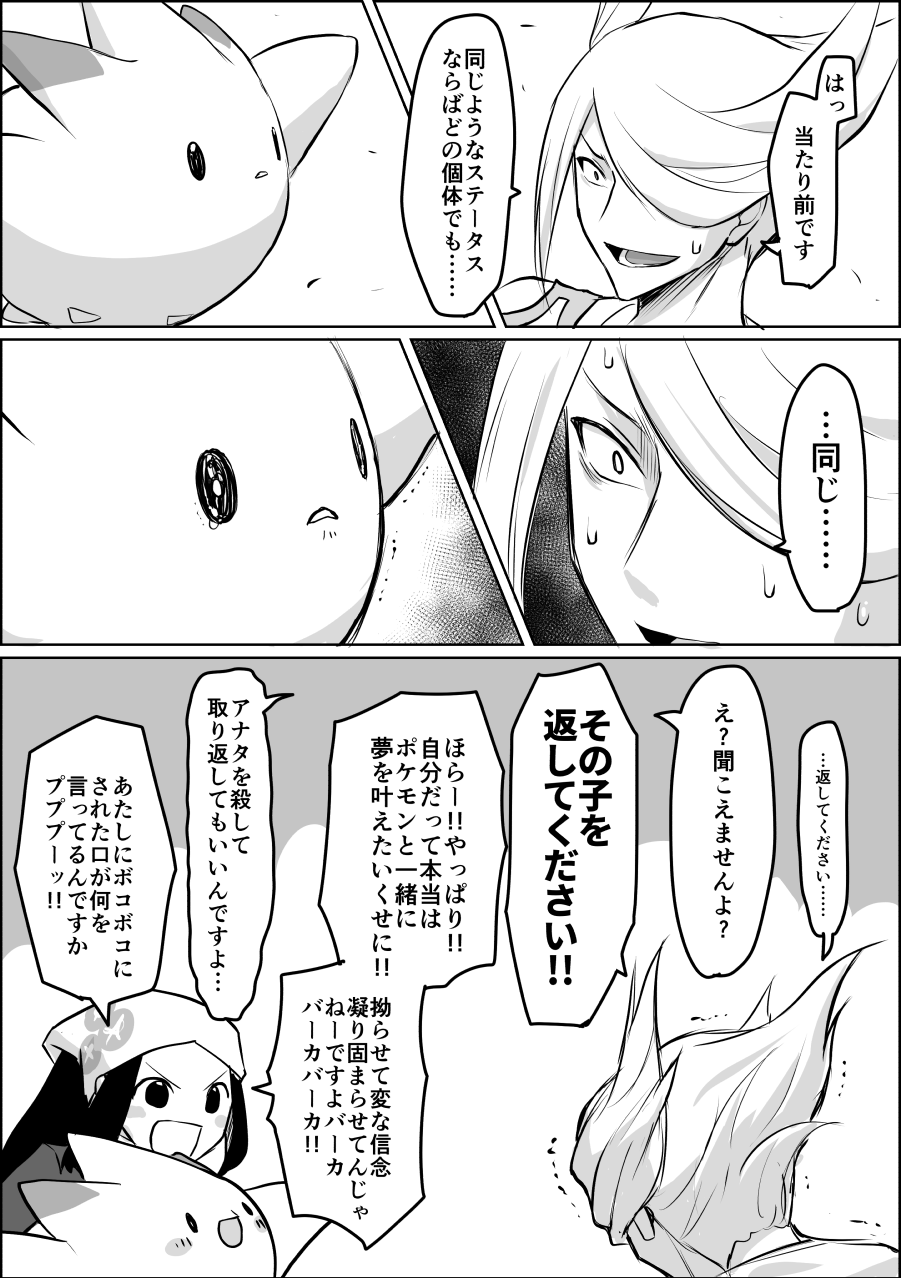 はっ
当たり前です
同じようなステータス
ならばどの個体でも……
…同じ……
…返してください……
え?聞こえませんよ?
その子を
返してください!!
ほらー!!やっぱり!!
自分だって本当は
ポケモンと一緒に
夢を叶えたいくせに!!
拗らせて変な信念
凝り固まらせてんじゃ
ねーですよバーカ
バーカバーカ!!
アナタを殺して
取り返してもいいんですよ…
あたしにボコボコに
された口が何を
言ってるんですか
プププーッ!!